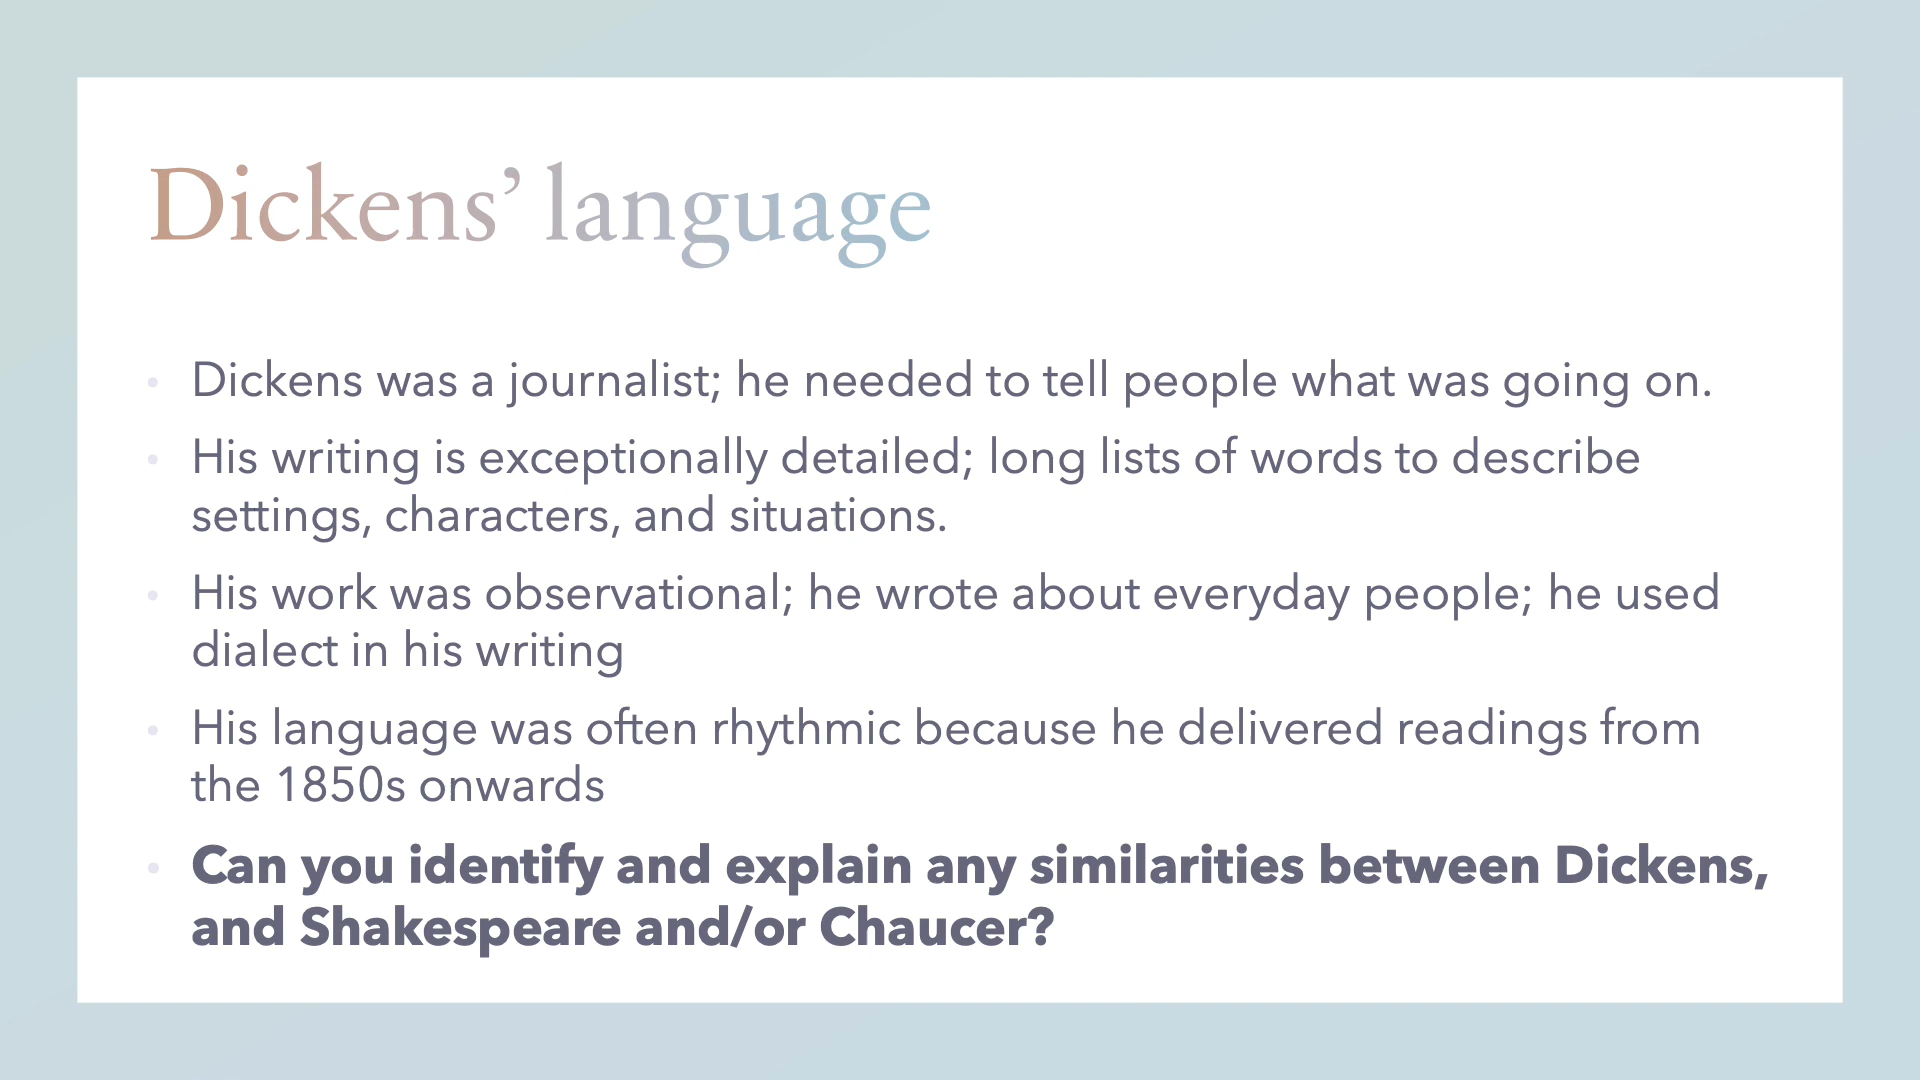 Dickens’ language
• Dickens was a journalist; he needed to tell people what was going on.
• His writing is exceptionally detailed; long lists of words to describe
settings, characters, and situations.
• His work was observational; he wrote about everyday people; he used
dialect in his writing
• His language was often rhythmic because he delivered readings from
the 1850s onwards
• Can you identify and explain any similarities between Dickens,
and Shakespeare and/or Chaucer?